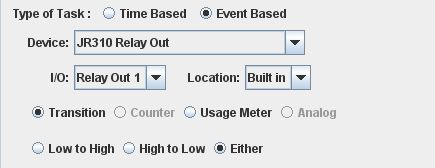 Type of Task : Time Based Event Based
Device: JR310 Relay Out
I/O: Relay Out 1 Location: Built in
Transition Counter Usage Meter Analog
Low to High High to Low Either